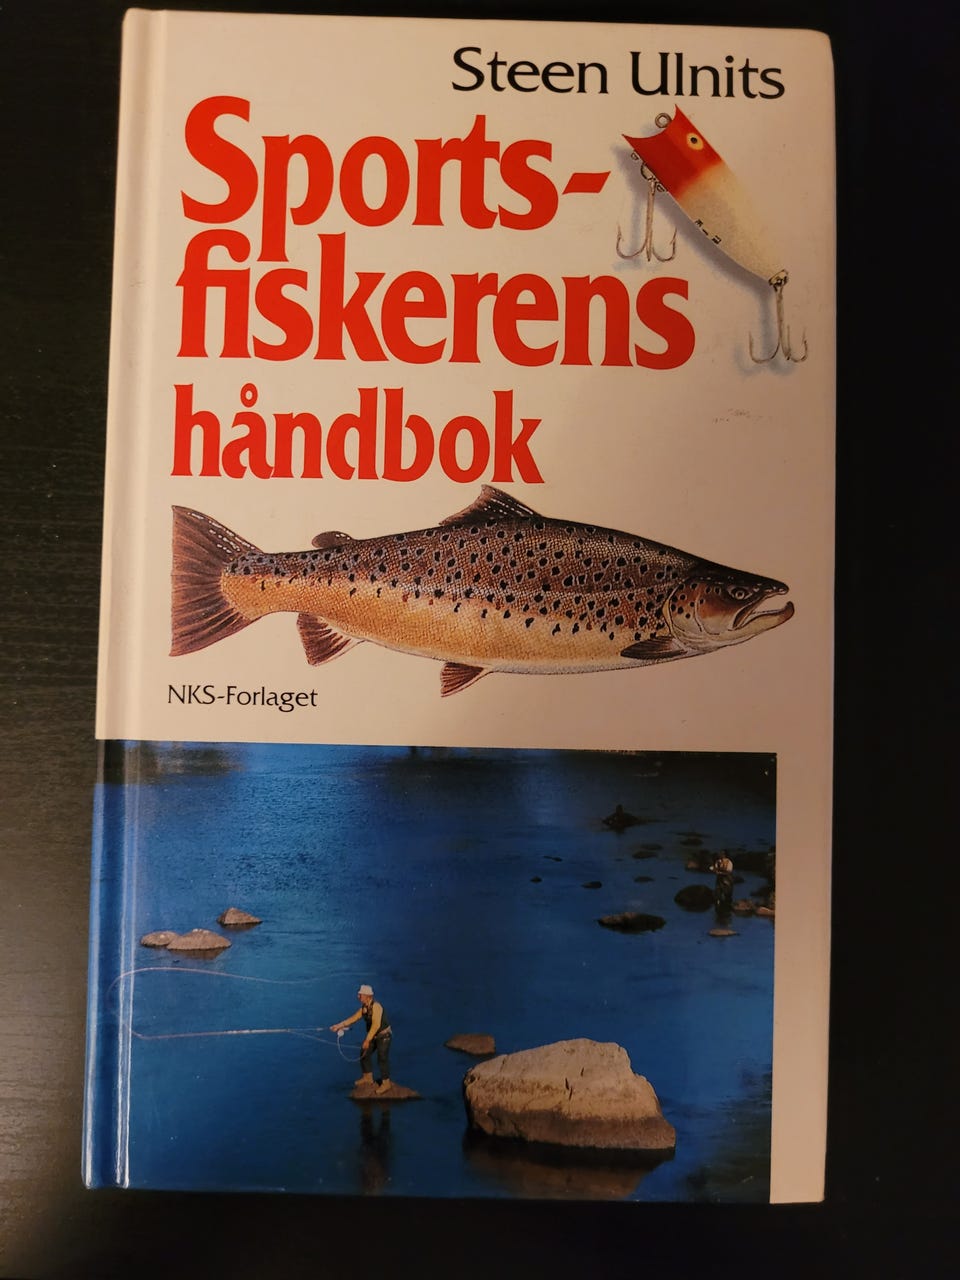 Steen Ulnits
Sports-
fiskerens
håndbok
NKS-Forlaget